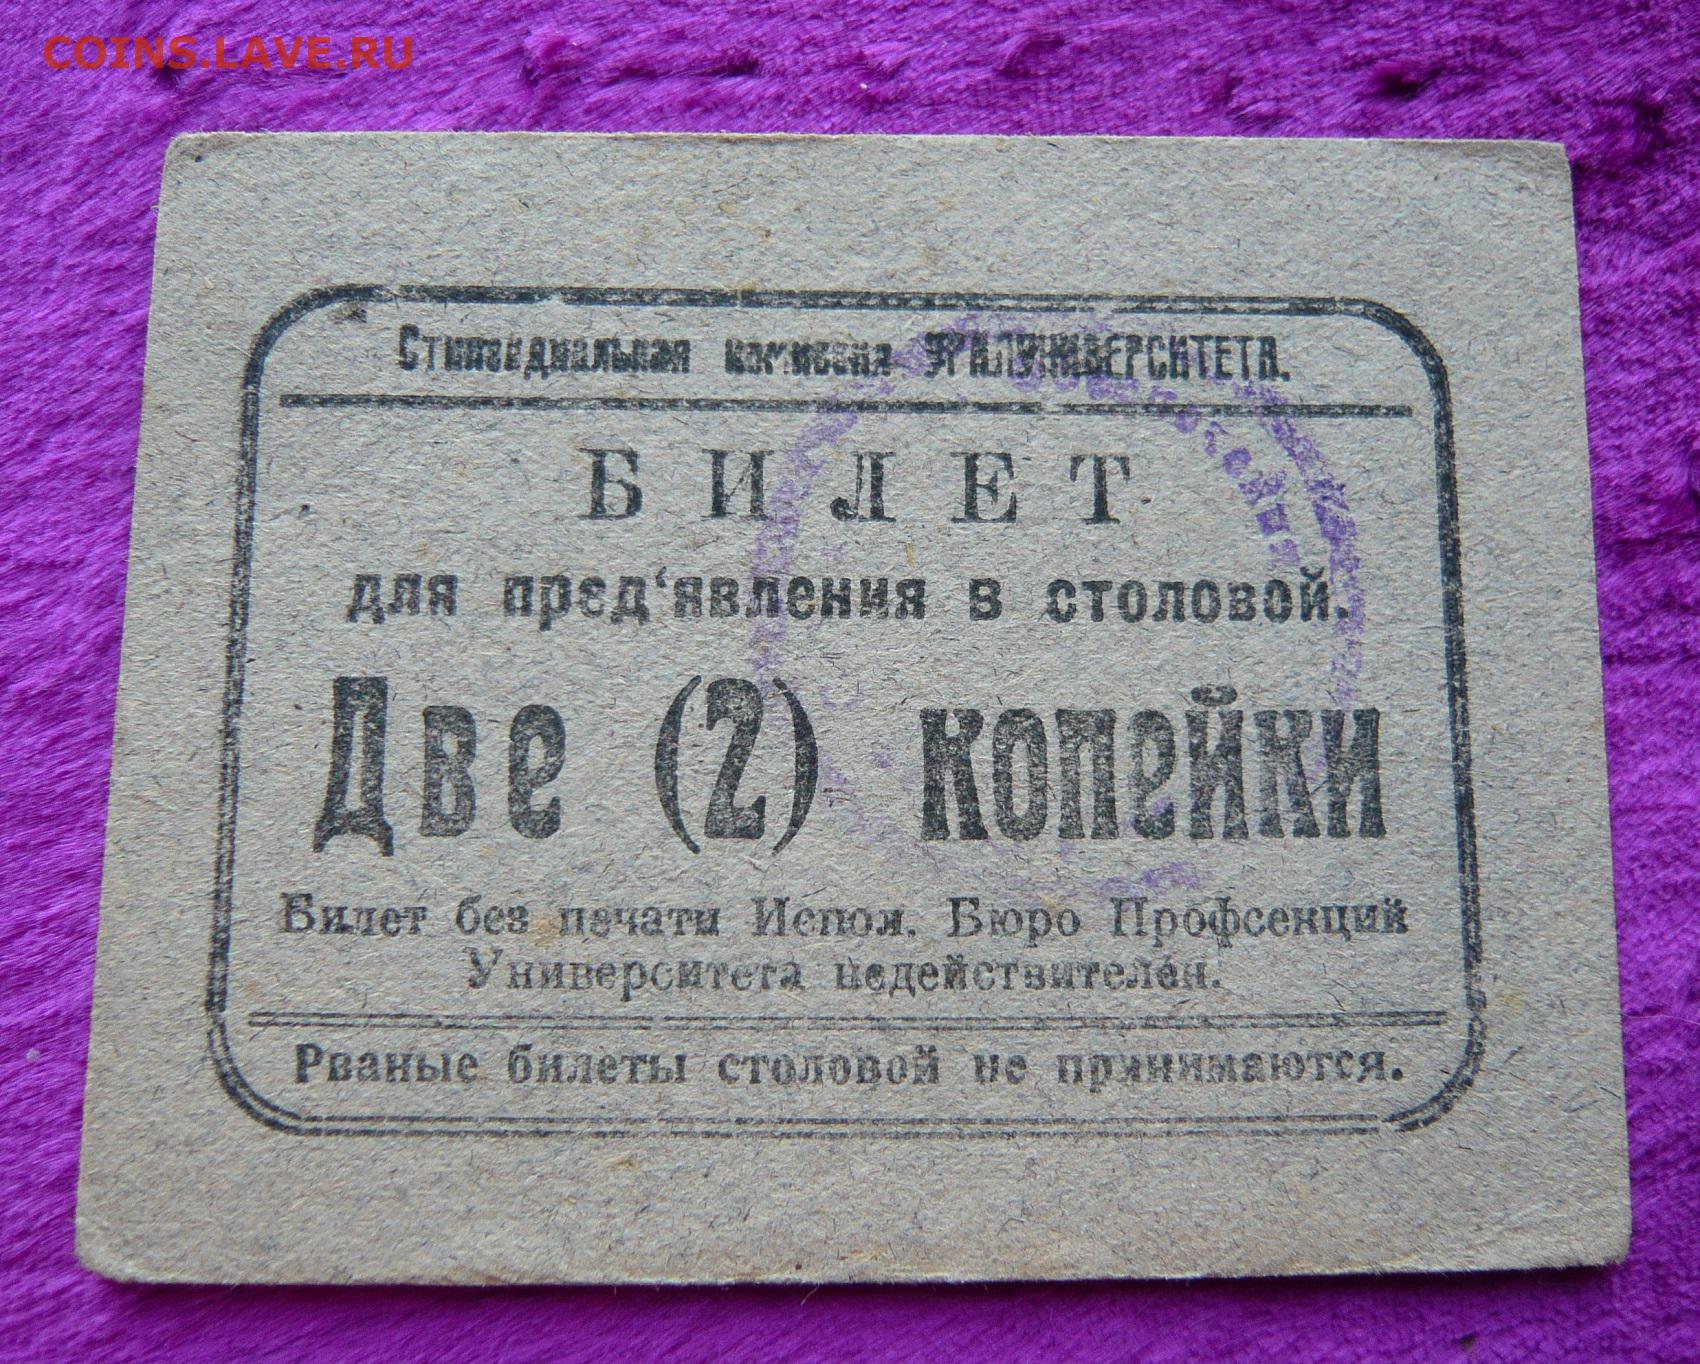 COINS.LAVE.RU
Стипендиальная комиссия УРАЛУНИВЕРСИТЕТА.
БИЛЕТ
для пред‘явления в столовой.
Две (2) копейки
Билет без печати Испол. Бюро Профсекций
Университета недействителен.
Рваные билеты столовой не принимаются.